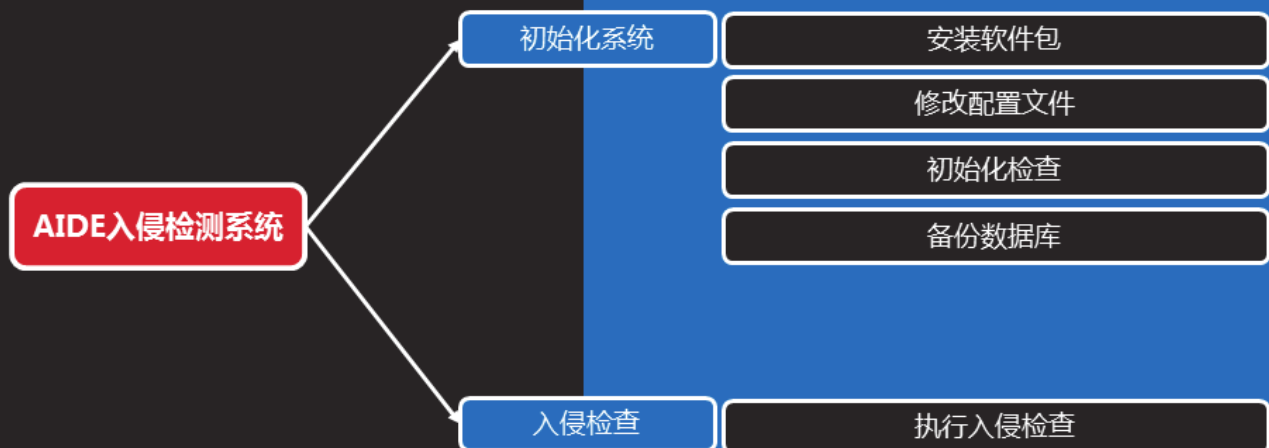 初始化系统
安装软件包
修改配置文件
初始化检查
备份数据库
AIDE入侵检测系统
入侵检查
执行入侵检查